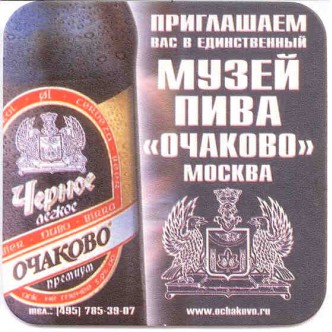 ПРИГЛАШАЕМ
ВАС В ЕДИНСТВЕННЫЙ
МУЗЕЙ
ПИВА
«ОЧАКОВО»
МОСКВА
Черное
легкое
ОЧАКОВО
премиум
тел.: (495) 785-39-07
www.ochakovo.ru